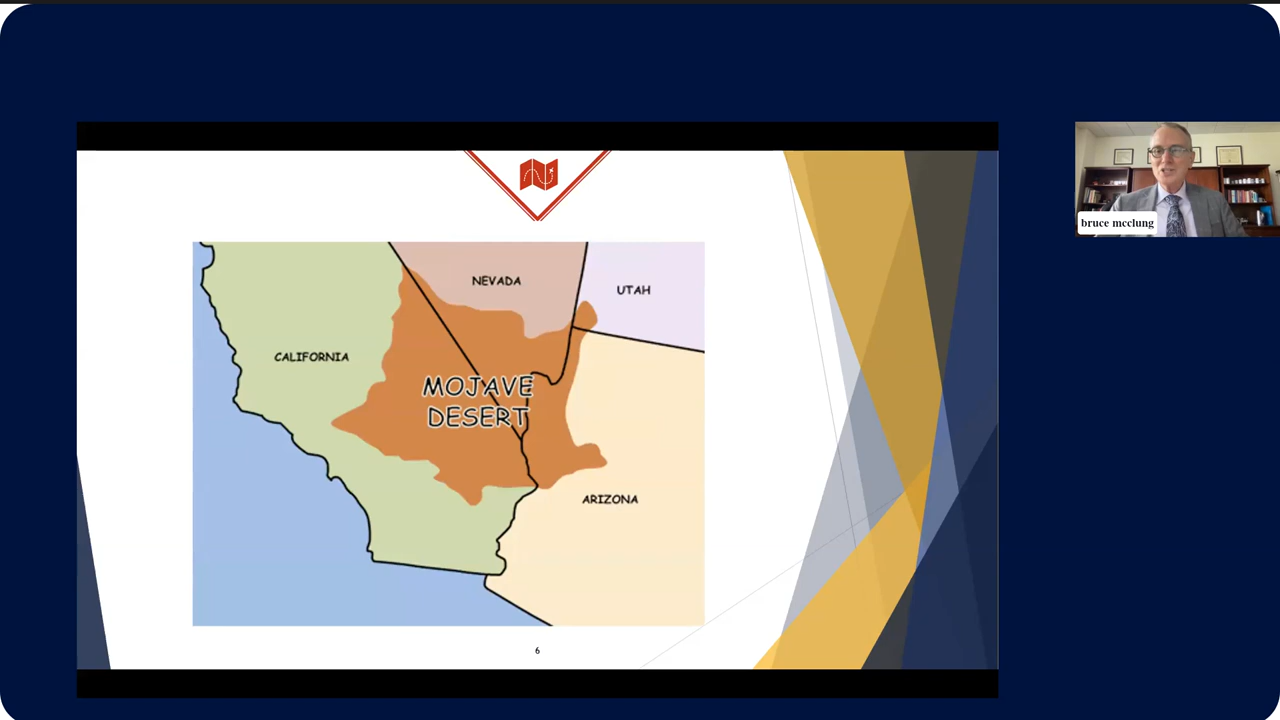 NEVADA
UTAH
CALIFORNIA
MOJAVE
DESERT
ARIZONA
6
bruce mcclung